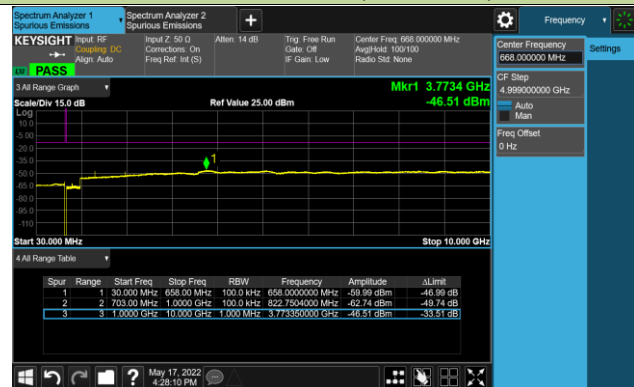 Spectrum Analyzer 1
Spurious Emissions
Spectrum Analyzer 2
Spurious Emissions
+
Frequency
KEYSIGHT
Input: RF
Coupling: DC
Align: Auto
Input Z: 50 Ω
Corrections: On
Freq Ref: Int (S)
Atten: 14 dB
Trig: Free Run
Gate: Off
IF Gain: Low
Center Freq: 668.000000 MHz
Avg|Hold: 100/100
Radio Std: None
PASS
Center Frequency
668.000000 MHz
Settings
CF Step
4.999000000 GHz
Auto
Man
Freq Offset
0 Hz
3 All Range Graph
Mkr1 3.7734 GHz
Scale/Div 15.0 dB
Ref Value 25.00 dBm
-46.51 dBm
Log
10.0
-5.00
-20.0
-35.0
-50.0
-65.0
-80.0
-95.0
-110
1
Start 30.000 MHz
Stop 10.000 GHz
4 All Range Table
Spur Range Start Freq Stop Freq RBW Frequency Amplitude ΔLimit
1 1 30.000 MHz 658.00 MHz 100.0 kHz 658.0000000 MHz -59.99 dBm -46.99 dB
2 2 703.00 MHz 1.0000 GHz 100.0 kHz 822.7504000 MHz -62.74 dBm -49.74 dB
3 3 1.0000 GHz 10.000 GHz 1.000 MHz 3.773350000 GHz -46.51 dBm -33.51 dB
May 17, 2022
4:28:10 PM